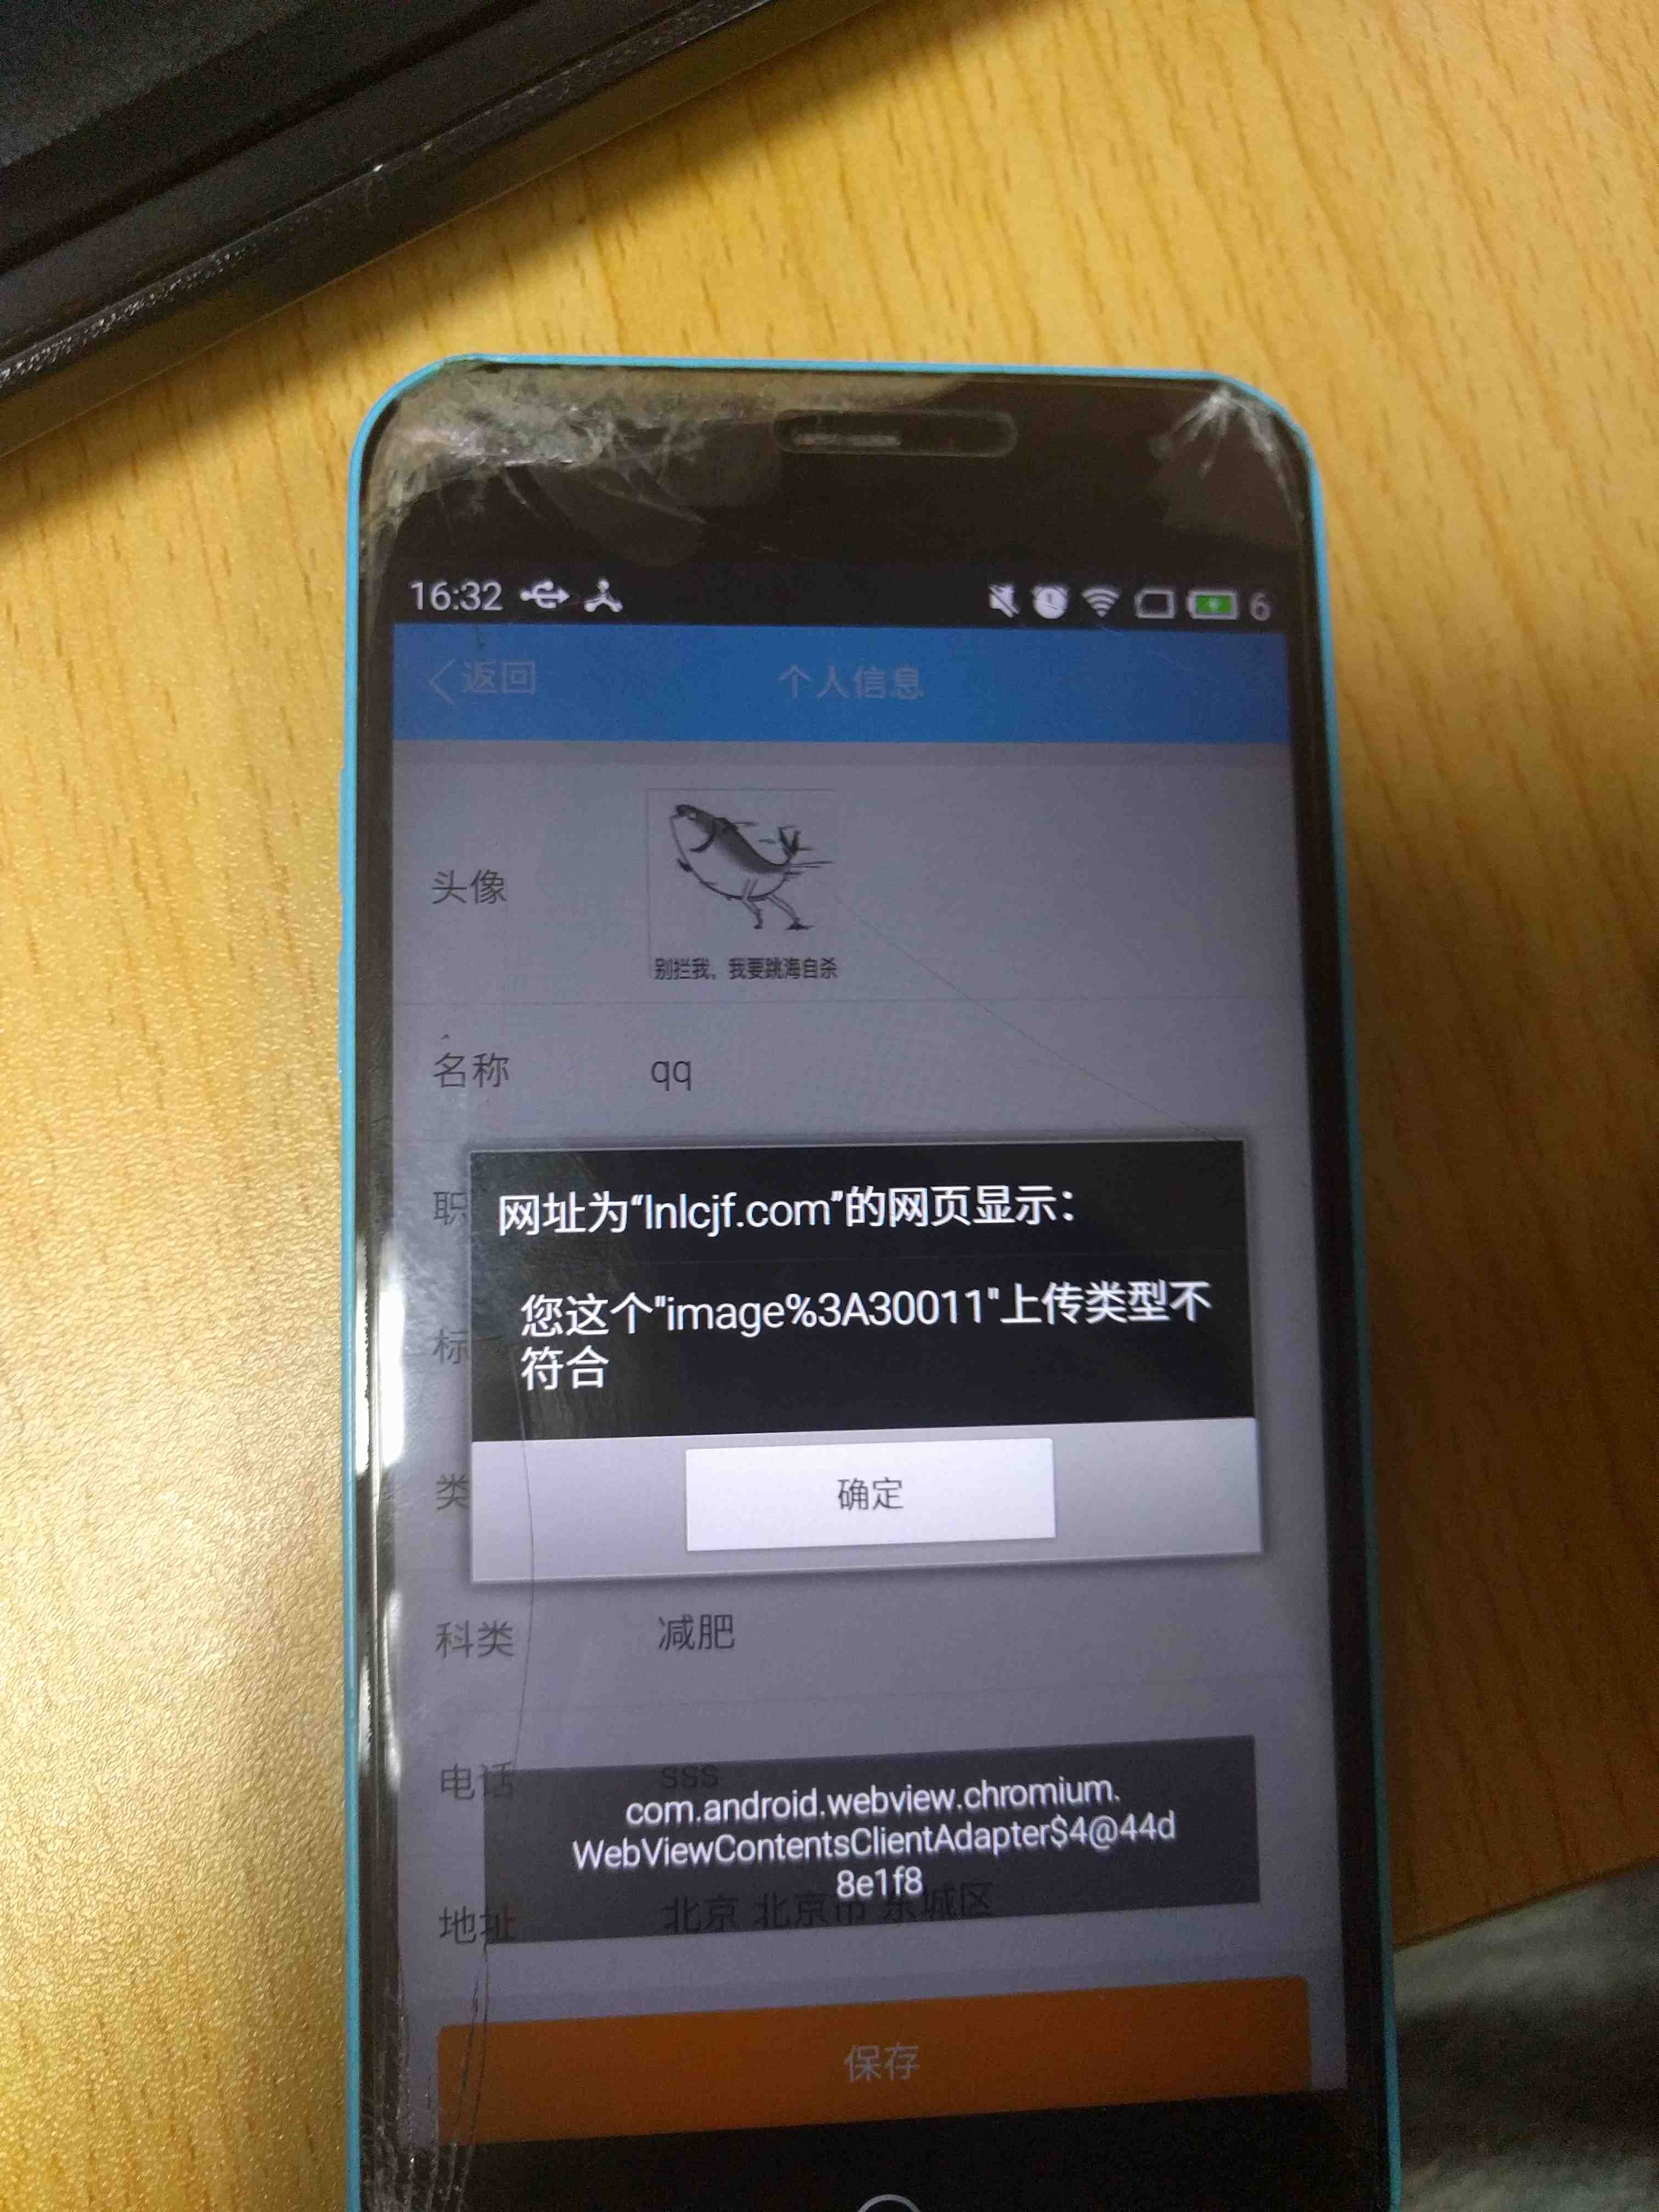 16:32
6
返回
个人信息
头像
别拦我。我要跳海自杀
名称 qq
职
网址为“lnlcjf.com”的网页显示：
标
您这个"image%3A30011"上传类型不
符合
类
确定
科类 减肥
电话 sss
com.android.webview.chromium.
WebViewContentsClientAdapter$4@44d
8e1f8
地址 北京 北京市 东城区
保存